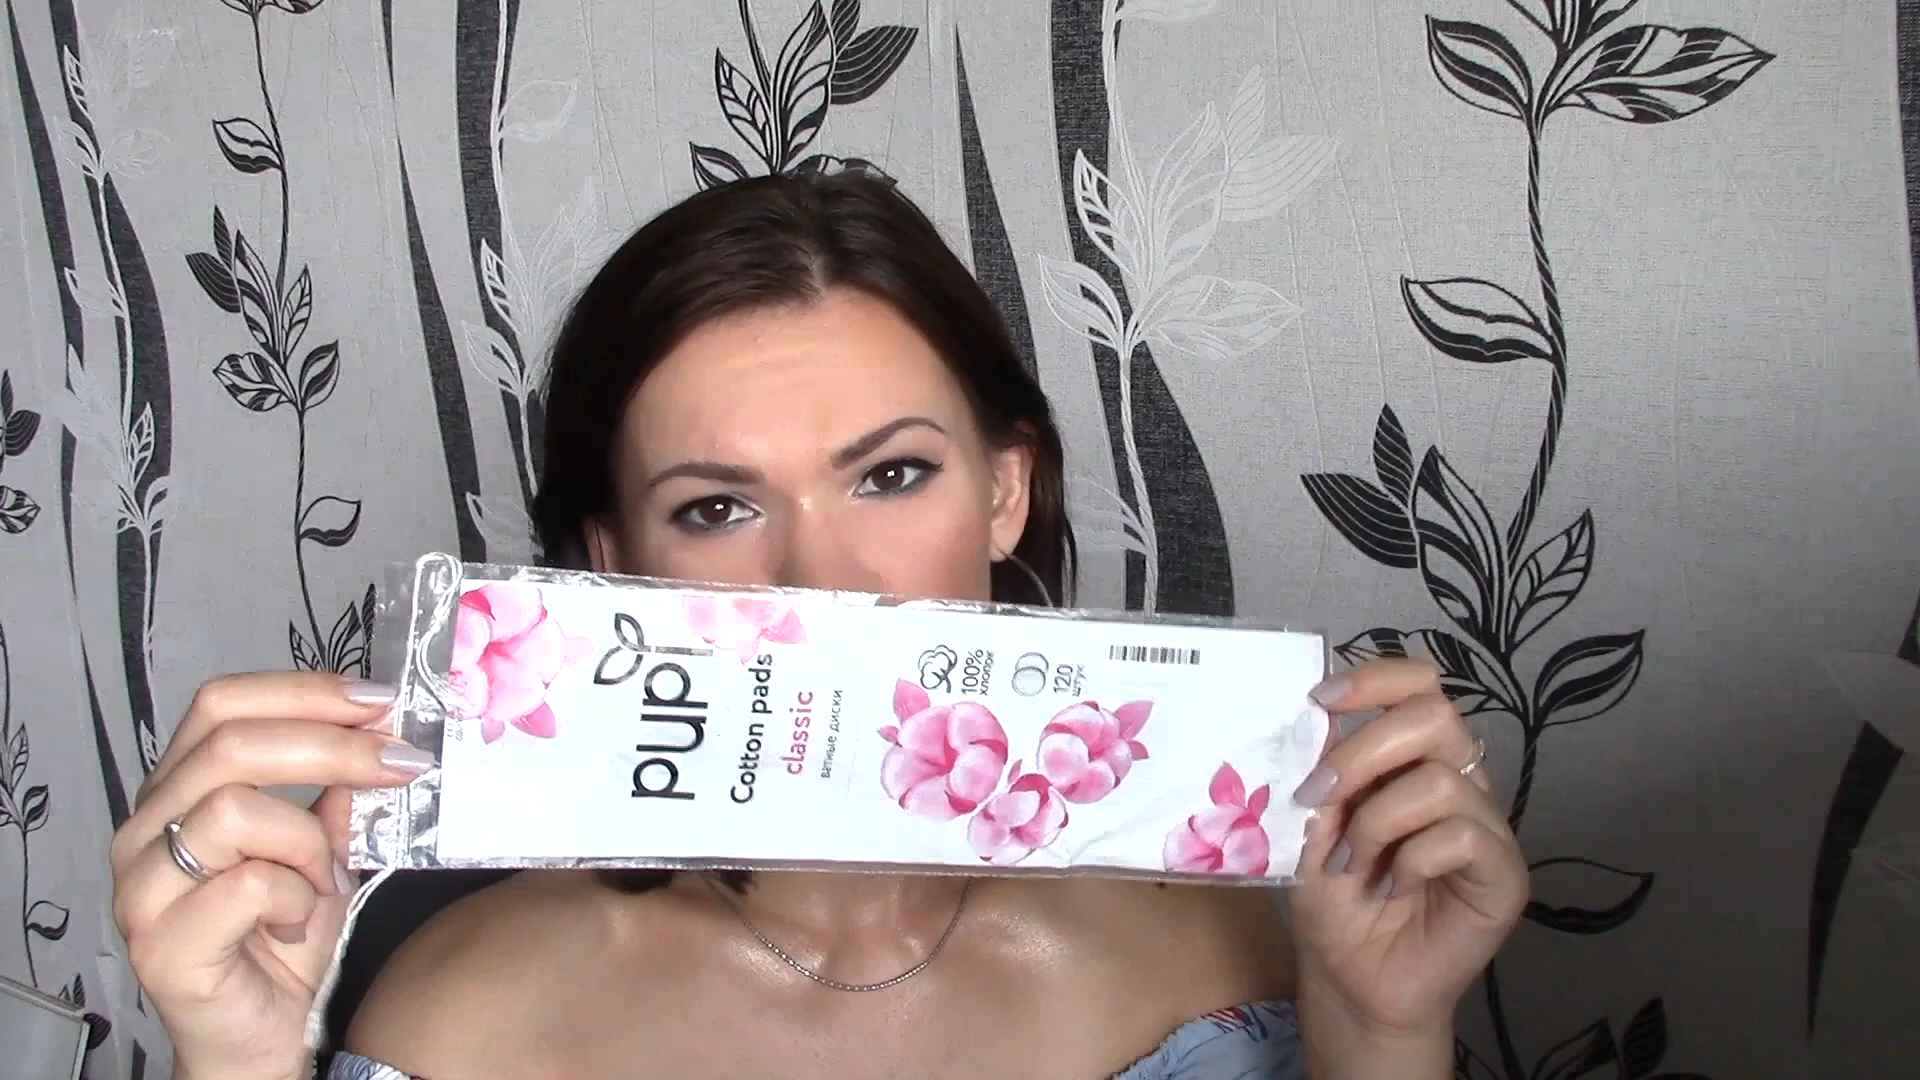 pupi
Cotton pads
classic
ватные диски
100%
хлопок
120
штук